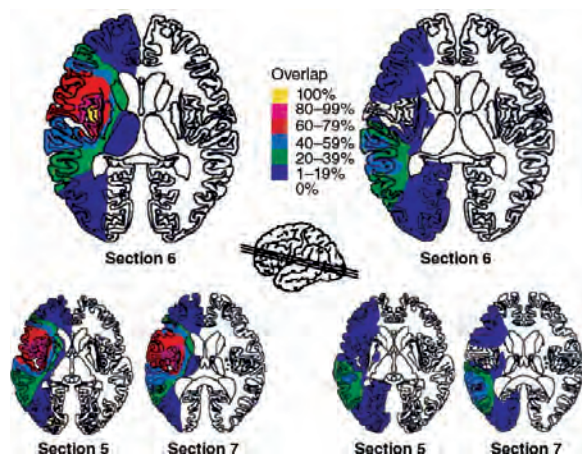 Overlap
100%
80–99%
60–79%
40–59%
20–39%
1–19%
0%
Section 6
Section 6
Section 5
Section 7
Section 5
Section 7